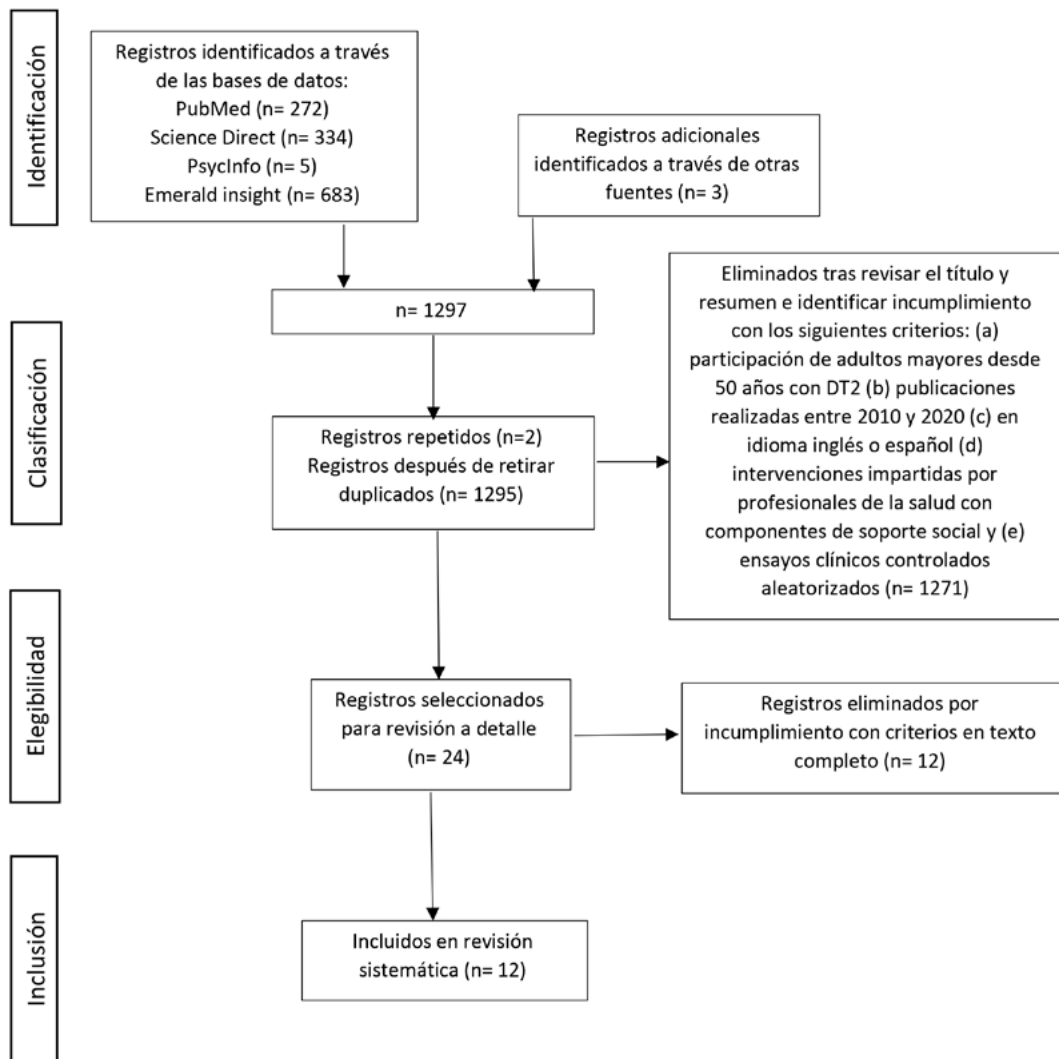 Identificación
Registros identificados a través
de las bases de datos:
PubMed (n= 272)
Science Direct (n= 334)
PsycInfo (n= 5)
Emerald insight (n= 683)
Registros adicionales
identificados a través de otras
fuentes (n= 3)
Clasificación
n= 1297
Registros repetidos (n=2)
Registros después de retirar
duplicados (n= 1295)
Eliminados tras revisar el título y
resumen e identificar incumplimiento
con los siguientes criterios: (a)
participación de adultos mayores desde
50 años con DT2 (b) publicaciones
realizadas entre 2010 y 2020 (c) en
idioma inglés o español (d)
intervenciones impartidas por
profesionales de la salud con
componentes de soporte social y (e)
ensayos clínicos controlados
aleatorizados (n= 1271)
Elegibilidad
Registros seleccionados
para revisión a detalle
(n= 24)
Registros eliminados por
incumplimiento con criterios en texto
completo (n= 12)
Inclusión
Incluidos en revisión
sistemática (n= 12)